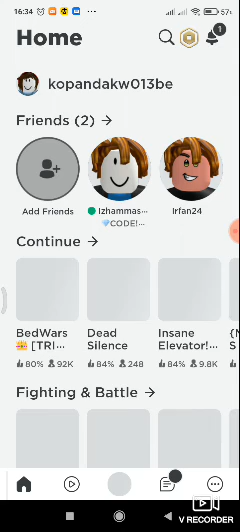 16:34
57
Home
1
kopandakw013be
Friends (2) →
Add Friends
Izhammas...
💎CODE!...
Irfan24
Continue →
BedWars
👑 [TRI...
80% 92K
Dead
Silence
84% 248
Insane
Elevator!...
84% 9.8K
Fighting & Battle →
V RECORDER